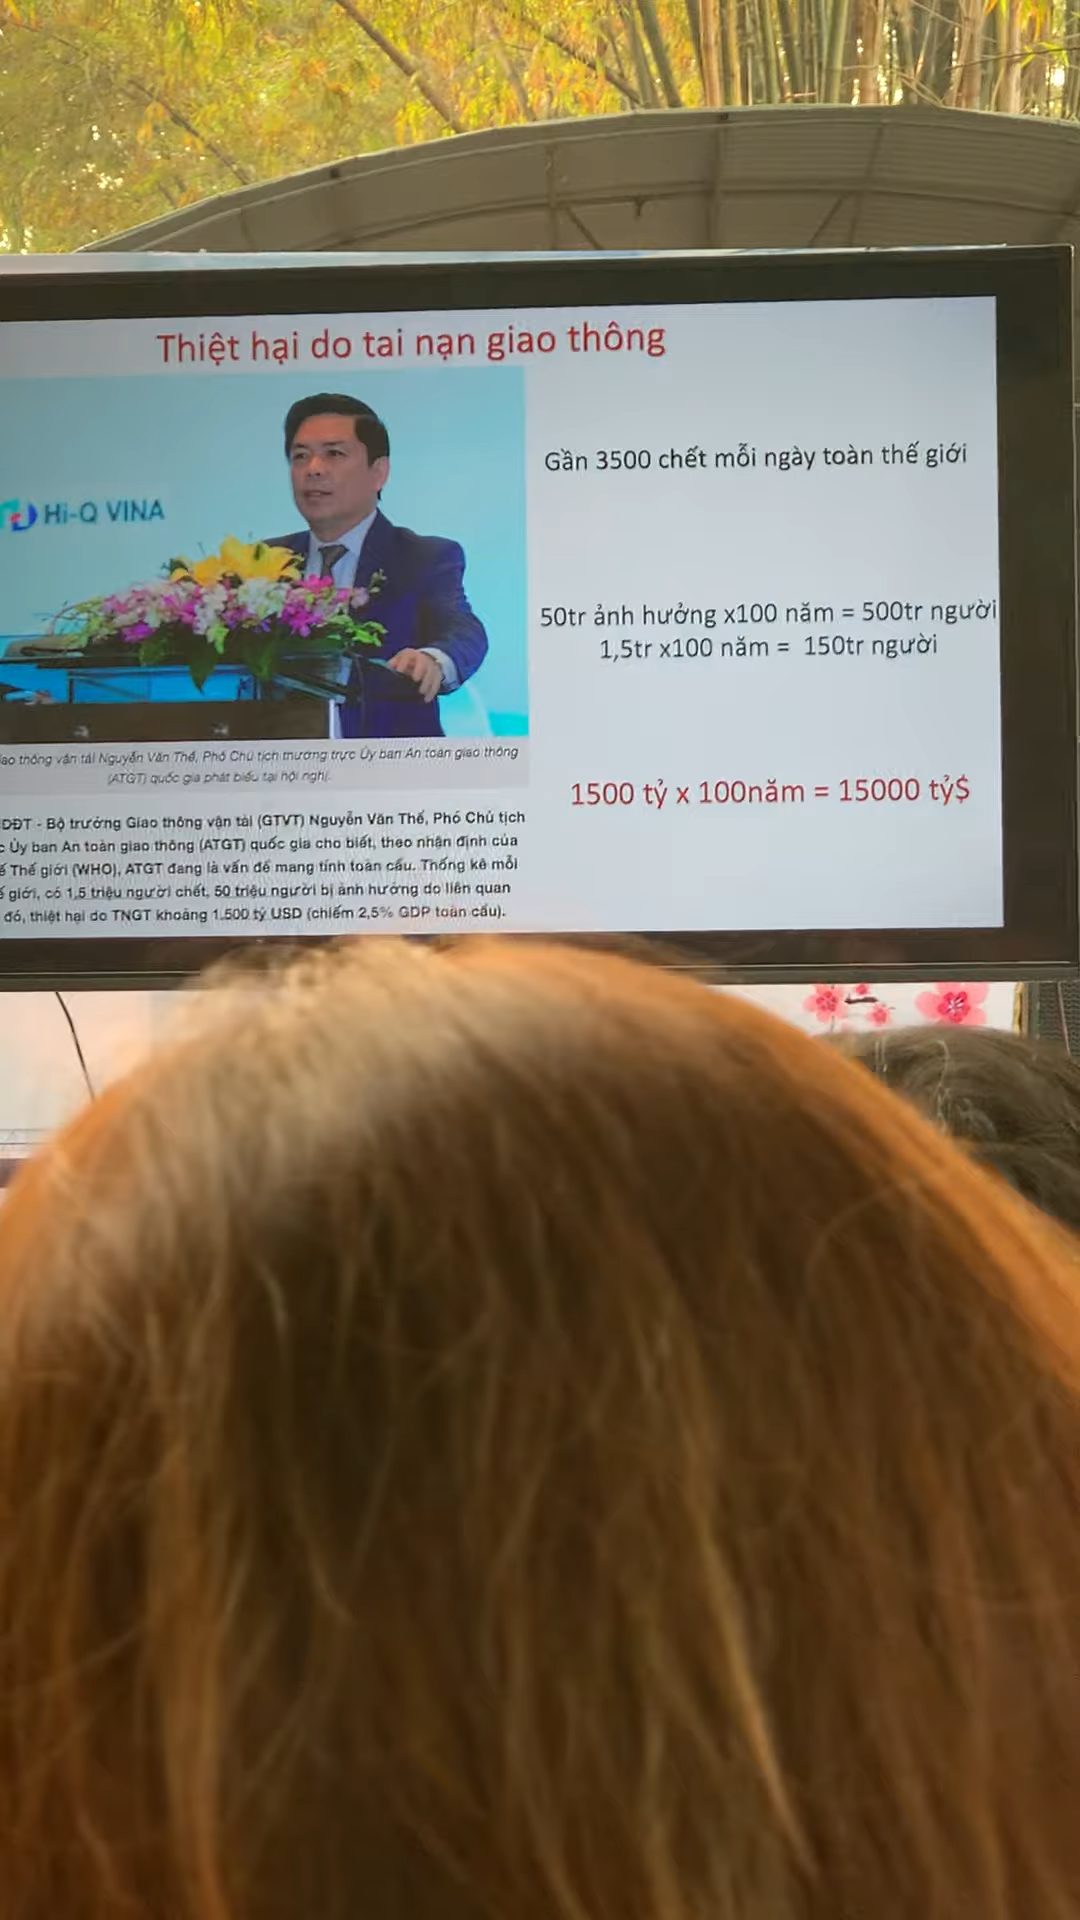 Thiệt hại do tai nạn giao thông
Hi-Q VINA
Gần 3500 chết mỗi ngày toàn thế giới
50tr ảnh hưởng x100 năm = 500tr người
1,5tr x100 năm = 150tr người
1500 tỷ x 100năm = 15000 tỷ$
thông vận tải Nguyễn Văn Thể, Phó Chủ tịch thường trực Ủy ban An toàn giao thông
(ATGT) quốc gia phát biểu tại hội nghị.
DĐT - Bộ trưởng Giao thông vận tải (GTVT) Nguyễn Văn Thể, Phó Chủ tịch
Ủy ban An toàn giao thông (ATGT) quốc gia cho biết, theo nhận định của
Thế giới (WHO), ATGT đang là vấn đề mang tính toàn cầu. Thống kê mỗi
giới, có 1,5 triệu người chết, 50 triệu người bị ảnh hưởng do liên quan
đó, thiệt hại do TNGT khoảng 1.500 tỷ USD (chiếm 2,5% GDP toàn cầu).